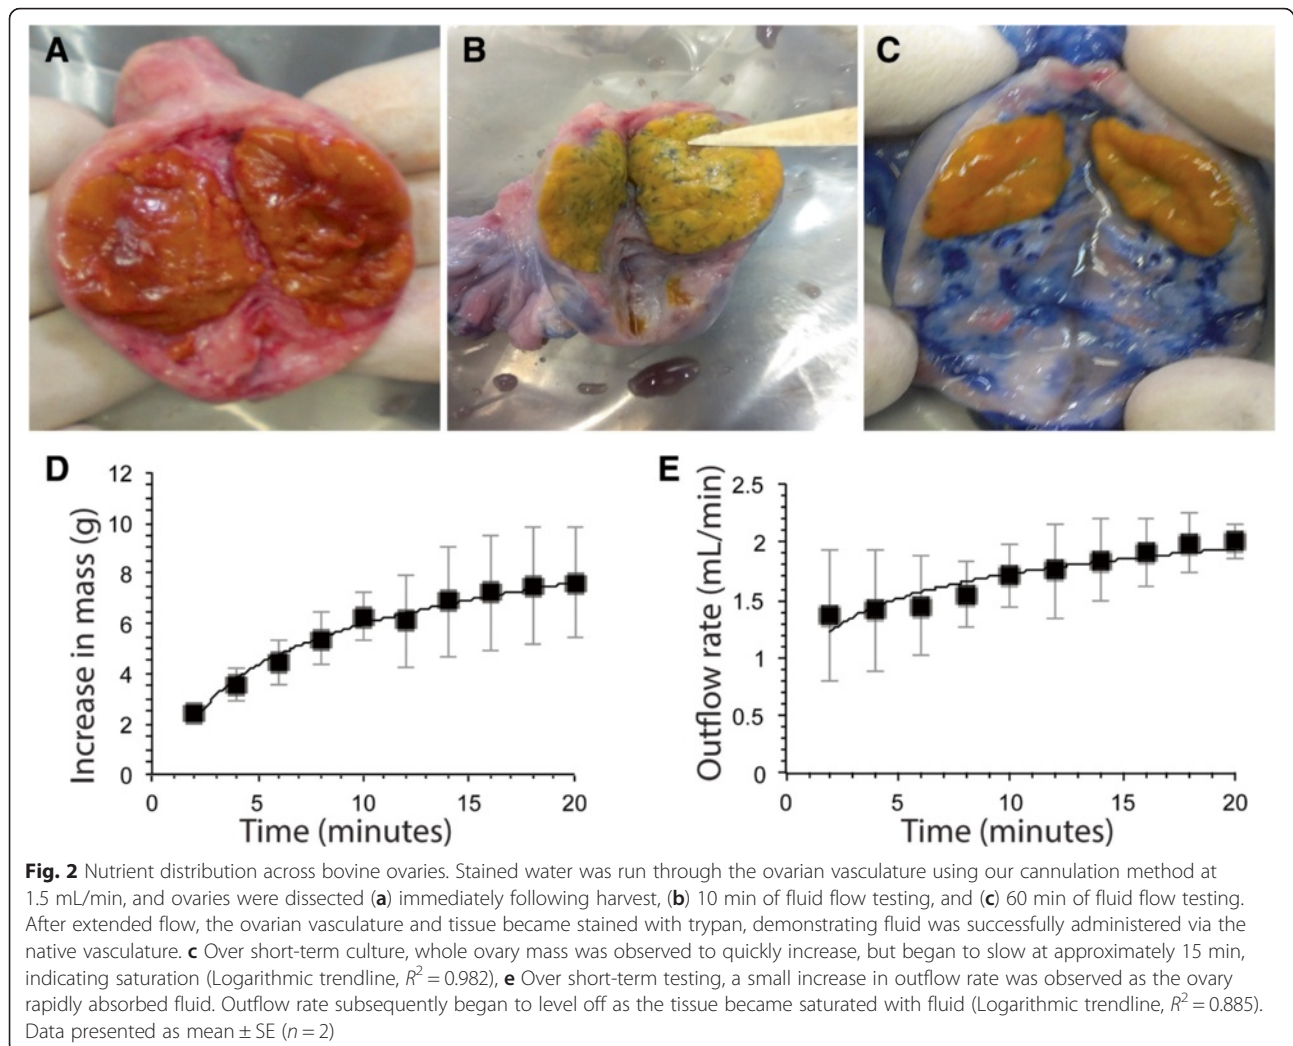 A
B
C
D
E
12
10
8
6
4
2
0
Increase in mass (g)
0 5 10 15 20
Time (minutes)
2.5
2
1.5
1
0.5
0
Outflow rate (mL/min)
0 5 10 15 20
Time (minutes)
Fig. 2 Nutrient distribution across bovine ovaries. Stained water was run through the ovarian vasculature using our cannulation method at
1.5 mL/min, and ovaries were dissected (a) immediately following harvest, (b) 10 min of fluid flow testing, and (c) 60 min of fluid flow testing.
After extended flow, the ovarian vasculature and tissue became stained with trypan, demonstrating fluid was successfully administered via the
native vasculature. c Over short-term culture, whole ovary mass was observed to quickly increase, but began to slow at approximately 15 min,
indicating saturation (Logarithmic trendline, R² = 0.982), e Over short-term testing, a small increase in outflow rate was observed as the ovary
rapidly absorbed fluid. Outflow rate subsequently began to level off as the tissue became saturated with fluid (Logarithmic trendline, R² = 0.885).
Data presented as mean ± SE (n = 2)